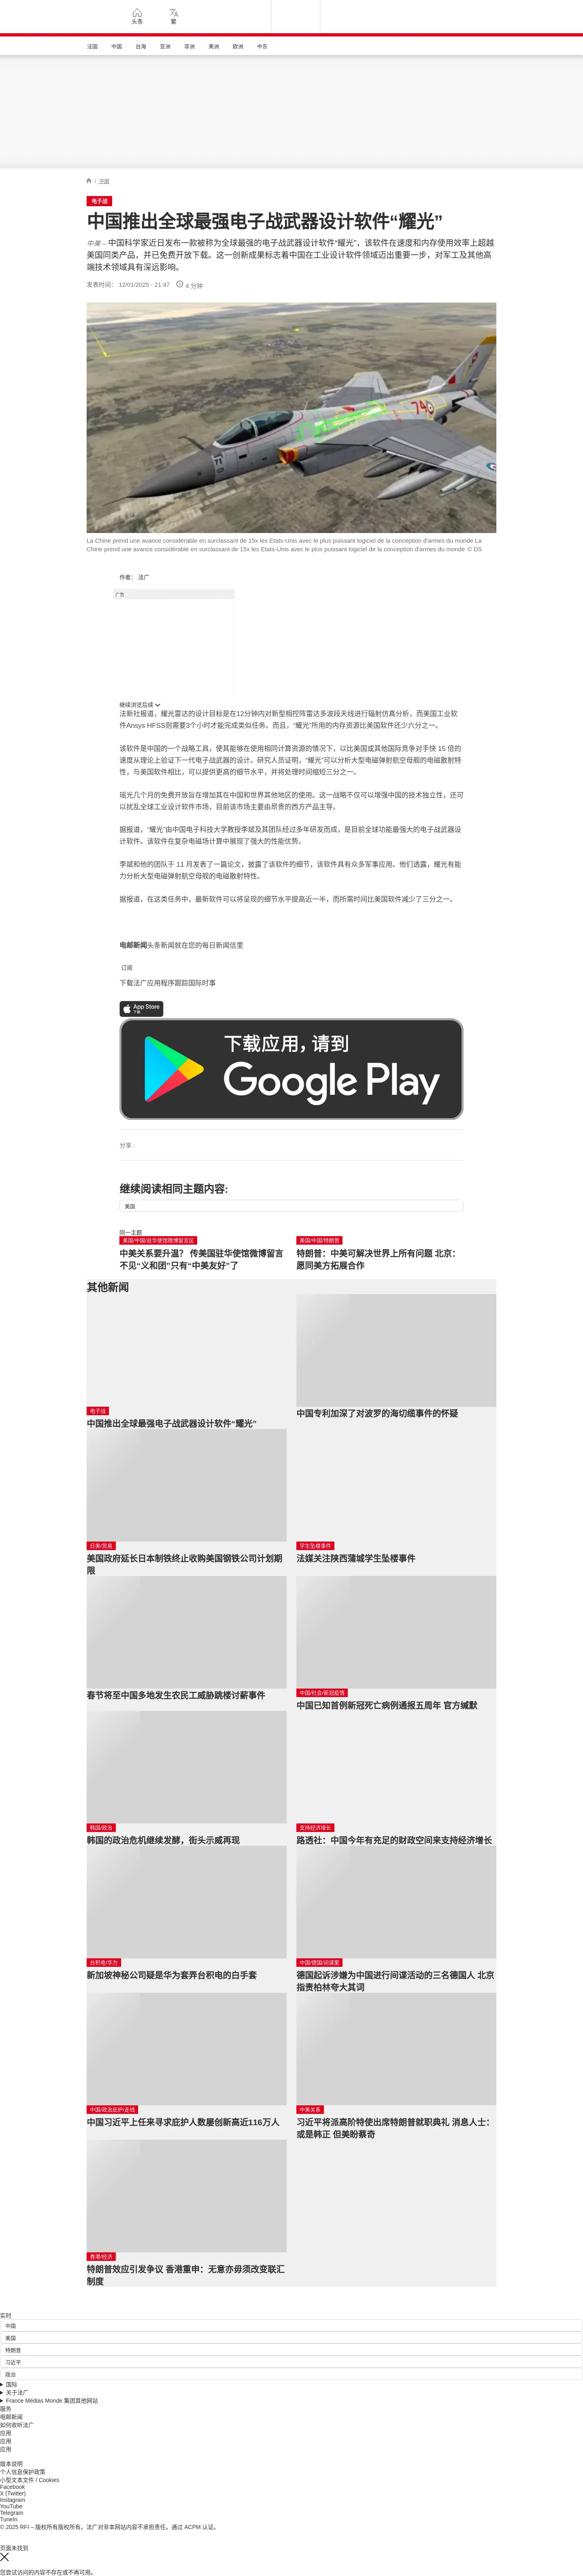 头条
繁
法国 中国 台海 亚洲 非洲 美洲 欧洲 中东
/ 中国
电子战
中国推出全球最强电子战武器设计软件“耀光”
中美 – 中国科学家近日发布一款被称为全球最强的电子战武器设计软件“耀光”，该软件在速度和内存使用效率上超越
美国同类产品，并已免费开放下载。这一创新成果标志着中国在工业设计软件领域迈出重要一步，对军工及其他高
端技术领域具有深远影响。
发表时间： 12/01/2025 - 21:47 4 分钟
71
74
La Chine prend une avance considérable en surclassant de 15x les Etats-Unis avec le plus puissant logiciel de la conception d'armes du monde La
Chine prend une avance considérable en surclassant de 15x les Etats-Unis avec le plus puissant logiciel de la conception d'armes du monde © DS
作者： 法广
广告
继续浏览后续
法新社报道，耀光雷达的设计目标是在12分钟内对新型相控阵雷达多波段天线进行辐射仿真分析，而美国工业软
件Ansys HFSS则需要3个小时才能完成类似任务。而且，“耀光”所用的内存资源比美国软件还少六分之一。
该软件是中国的一个战略工具，使其能够在使用相同计算资源的情况下，以比美国或其他国际竞争对手快 15 倍的
速度从理论上验证下一代电子战武器的设计。研究人员证明，“耀光”可以分析大型电磁弹射航空母舰的电磁散射特
性，与美国软件相比，可以提供更高的细节水平，并将处理时间缩短三分之一。
瑶光几个月的免费开放旨在增加其在中国和世界其他地区的使用。这一战略不仅可以增强中国的技术独立性，还可
以扰乱全球工业设计软件市场，目前该市场主要由昂贵的西方产品主导。
据报道，“耀光”由中国电子科技大学教授李斌及其团队经过多年研发而成，是目前全球功能最强大的电子战武器设
计软件。该软件在复杂电磁场计算中展现了强大的性能优势。
李斌和他的团队于 11 月发表了一篇论文，披露了该软件的细节，该软件具有众多军事应用。他们透露，耀光有能
力分析大型电磁弹射航空母舰的电磁散射特性。
据报道，在这类任务中，最新软件可以将呈现的细节水平提高近一半，而所需时间比美国软件减少了三分之一。
电邮新闻头条新闻就在您的每日新闻信里
订阅
下载法广应用程序跟踪国际时事
App Store
下载
下载应用，请到
Google Play
分享 :
继续阅读相同主题内容:
美国
同一主题
美国/中国/驻华使馆微博留言区
中美关系要升温？ 传美国驻华使馆微博留言
不见“义和团”只有“中美友好”了
美国/中国/特朗普
特朗普：中美可解决世界上所有问题 北京：
愿同美方拓展合作
其他新闻
电子战
中国推出全球最强电子战武器设计软件“耀光”
中国专利加深了对波罗的海切缆事件的怀疑
日美/贸易
美国政府延长日本制铁终止收购美国钢铁公司计划期
限
学生坠楼事件
法媒关注陕西蒲城学生坠楼事件
春节将至中国多地发生农民工威胁跳楼讨薪事件
中国/社会/新冠疫情
中国已知首例新冠死亡病例通报五周年 官方缄默
韩国/政治
韩国的政治危机继续发酵，街头示威再现
支持经济增长
路透社：中国今年有充足的财政空间来支持经济增长
台积电/华力
新加坡神秘公司疑是华为套弄台积电的白手套
中国/德国/间谍案
德国起诉涉嫌为中国进行间谍活动的三名德国人 北京
指责柏林夸大其词
中国/政治庇护/走线
中国习近平上任来寻求庇护人数屡创新高近116万人
中美关系
习近平将派高阶特使出席特朗普就职典礼 消息人士：
或是韩正 但美盼蔡奇
香港/经济
特朗普效应引发争议 香港重申：无意亦毋须改变联汇
制度
实时
中国
美国
特朗普
习近平
政治
国际
关于法广
France Médias Monde 集团其他网站
服务
电邮新闻
如何收听法广
应用
应用
应用
版本说明
个人信息保护政策
小型文本文件 / Cookies
Facebook
X (Twitter)
Instagram
YouTube
Telegram
TuneIn
© 2025 RFI – 版权所有版权所有。法广对非本网站内容不承担责任。通过 ACPM 认证。
页面未找到
您尝试访问的内容不存在或不再可用。